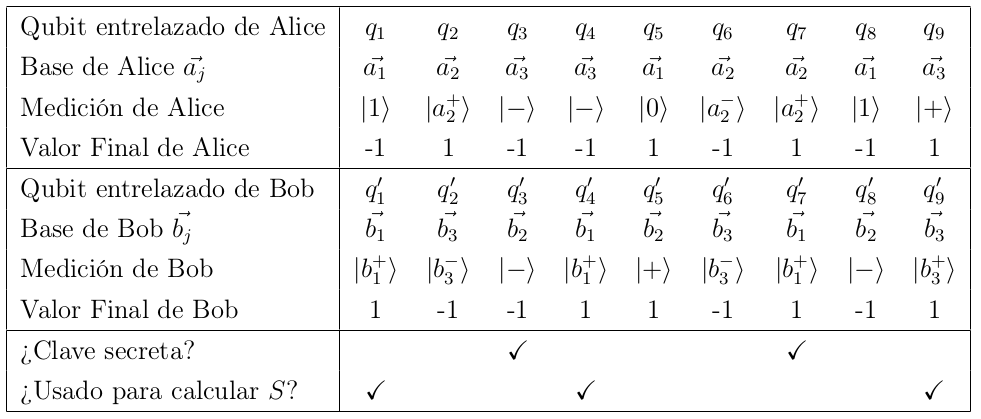 Qubit entrelazado de Alice q₁ q₂ q₃ q₄ q₅ q₆ q₇ q₈ q₉
Base de Alice a⃗ⱼ a⃗₁ a⃗₂ a⃗₃ a⃗₃ a⃗₁ a⃗₂ a⃗₂ a⃗₁ a⃗₃
Medición de Alice |1⟩ |a₂⁺⟩ |−⟩ |−⟩ |0⟩ |a₂⁻⟩ |a₂⁺⟩ |1⟩ |+⟩
Valor Final de Alice -1 1 -1 -1 1 -1 1 -1 1
Qubit entrelazado de Bob q′₁ q′₂ q′₃ q′₄ q′₅ q′₆ q′₇ q′₈ q′₉
Base de Bob b⃗ⱼ b⃗₁ b⃗₃ b⃗₂ b⃗₁ b⃗₂ b⃗₃ b⃗₁ b⃗₂ b⃗₃
Medición de Bob |b₁⁺⟩ |b₃⁻⟩ |−⟩ |b₁⁺⟩ |+⟩ |b₃⁻⟩ |b₁⁺⟩ |−⟩ |b₃⁺⟩
Valor Final de Bob 1 -1 -1 1 1 -1 1 -1 1
¿Clave secreta? ✓ ✓
¿Usado para calcular S? ✓ ✓ ✓